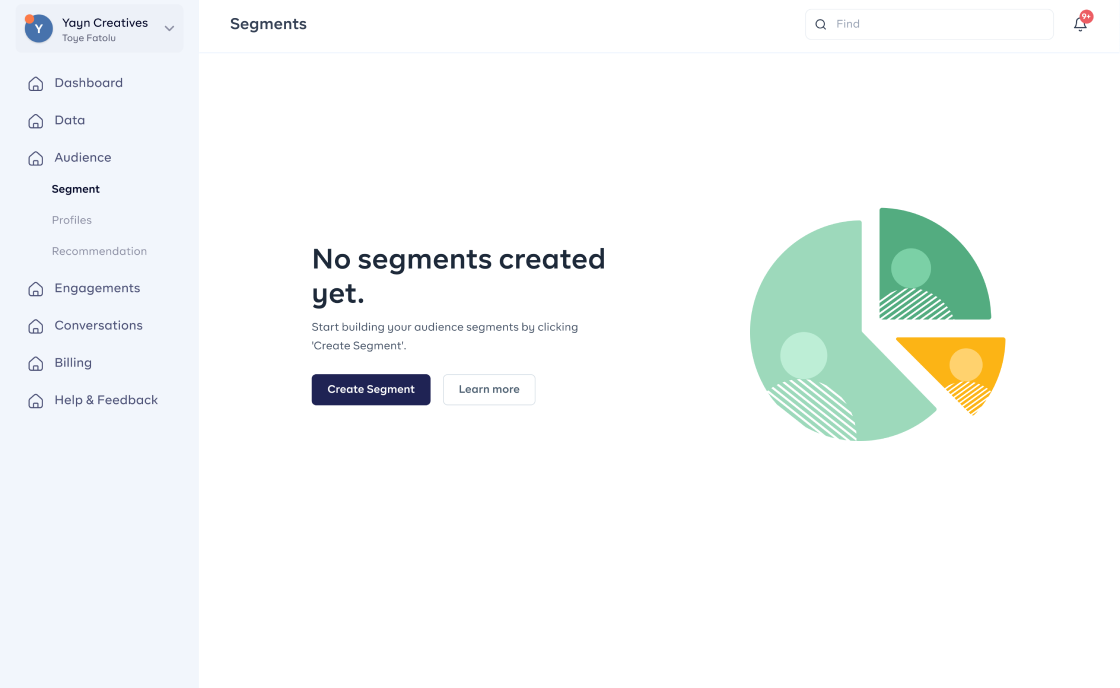 Y
Yayn Creatives
Toye Fatolu
Segments
Find
9+
Dashboard
Data
Audience
Segment
Profiles
Recommendation
Engagements
Conversations
Billing
Help & Feedback
No segments created
yet.
Start building your audience segments by clicking
'Create Segment'.
Create Segment
Learn more